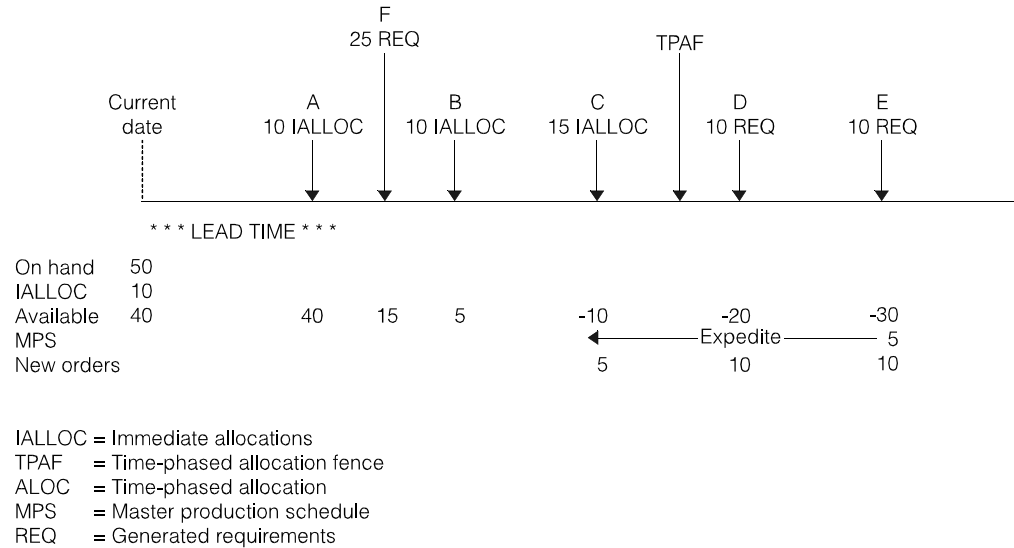 F
25 REQ
TPAF
Current date
A
10 IALLOC
B
10 IALLOC
C
15 IALLOC
D
10 REQ
E
10 REQ
* * * LEAD TIME * * *
On hand 50
IALLOC 10
Available 40 40 15 5 -10 -20 -30
MPS Expedite 5
New orders 5 10 10
IALLOC = Immediate allocations
TPAF = Time-phased allocation fence
ALOC = Time-phased allocation
MPS = Master production schedule
REQ = Generated requirements